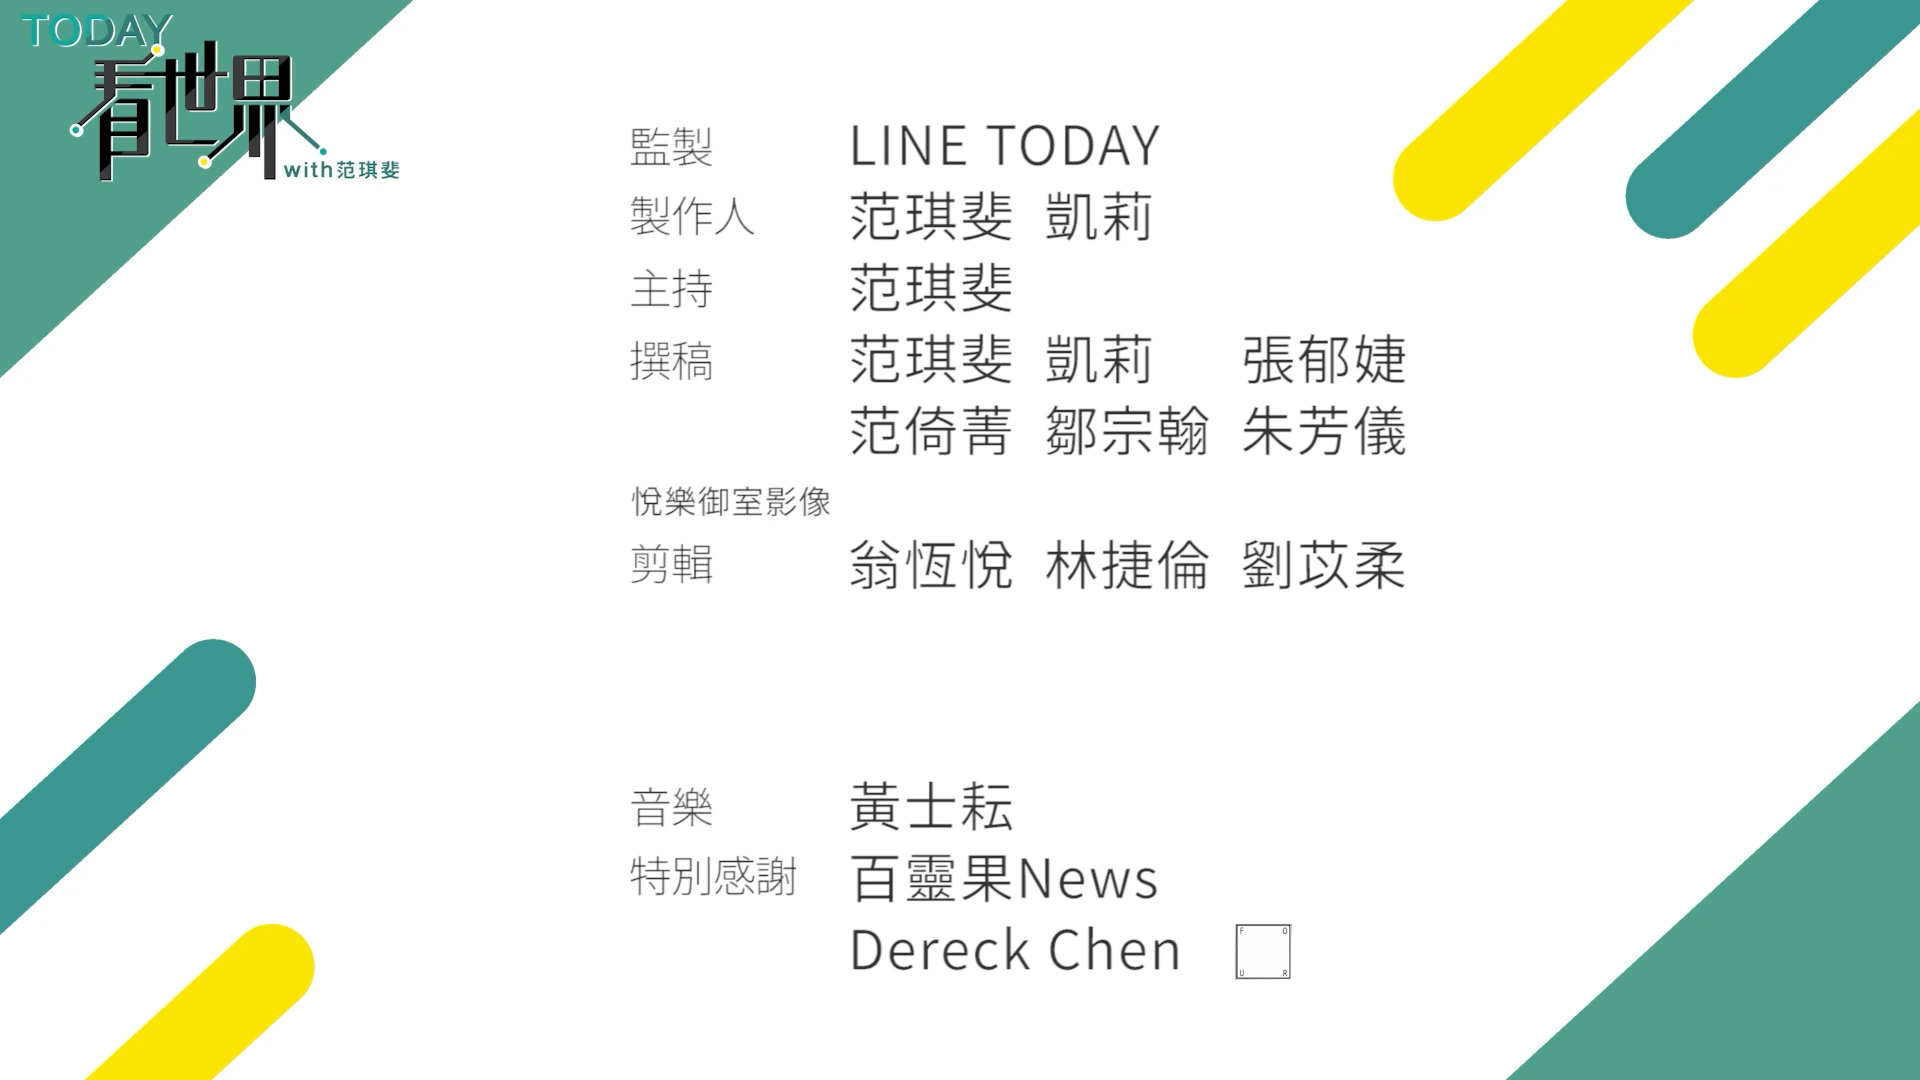 TODAY
看世界
with范琪斐
監製 LINE TODAY
製作人 范琪斐 凱莉
主持 范琪斐
撰稿 范琪斐 凱莉 張郁婕
范倚菁 鄒宗翰 朱芳儀
悅樂御室影像
剪輯 翁恆悅 林捷倫 劉苡柔
音樂 黃士耘
特別感謝 百靈果News
Dereck Chen
F O
U R